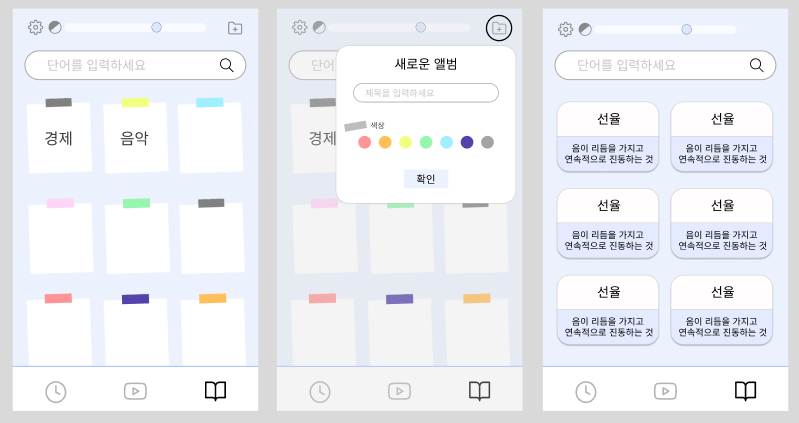 단어를 입력하세요
경제
음악
단어
새로운 앨범
제목을 입력하세요
색상
경제
확인
단어를 입력하세요
선율
음이 리듬을 가지고
연속적으로 진동하는 것
선율
음이 리듬을 가지고
연속적으로 진동하는 것
선율
음이 리듬을 가지고
연속적으로 진동하는 것
선율
음이 리듬을 가지고
연속적으로 진동하는 것
선율
음이 리듬을 가지고
연속적으로 진동하는 것
선율
음이 리듬을 가지고
연속적으로 진동하는 것